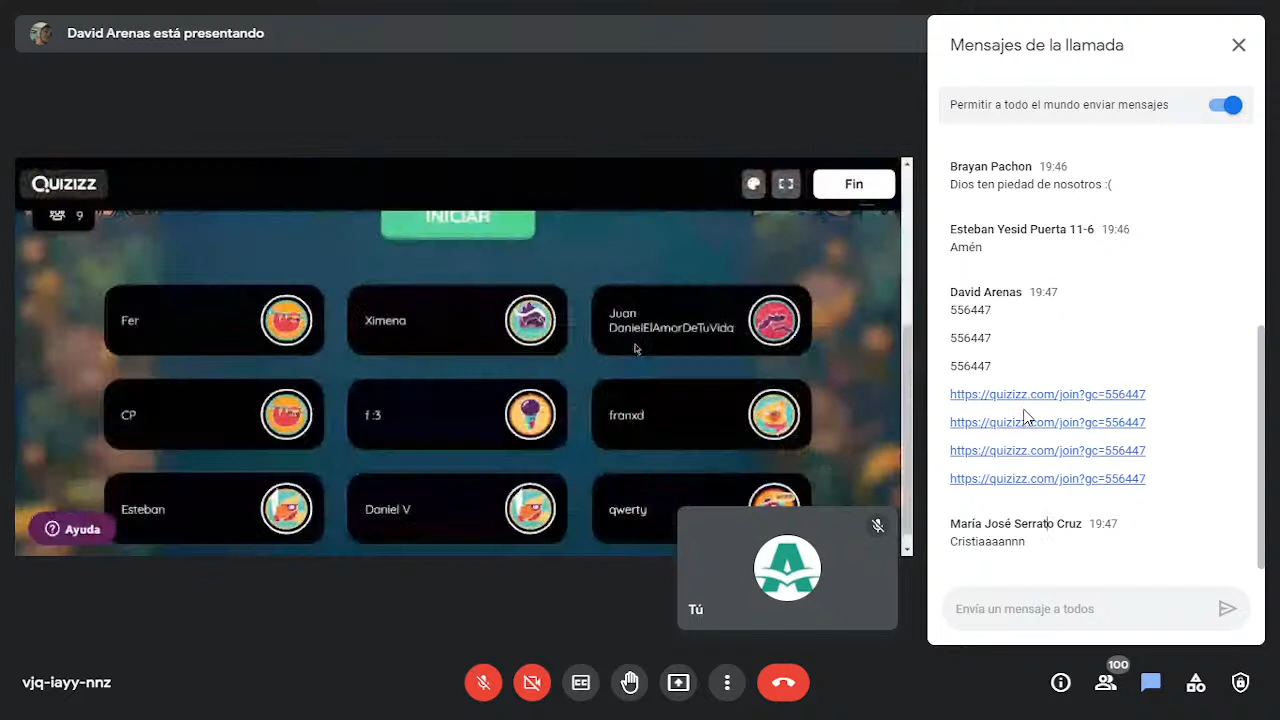 David Arenas está presentando
Quizizz
Fin
9
INICIAR
Fer
Ximena
Juan
DanielElAmorDeTuVida
CP
f :3
franxd
Esteban
Daniel V
qwerty
Ayuda
Tú
Mensajes de la llamada
Permitir a todo el mundo enviar mensajes
Brayan Pachon 19:46
Dios ten piedad de nosotros :(
Esteban Yesid Puerta 11-6 19:46
Amén
David Arenas 19:47
556447
556447
556447
https://quizizz.com/join?gc=556447
https://quizizz.com/join?gc=556447
https://quizizz.com/join?gc=556447
https://quizizz.com/join?gc=556447
María José Serrato Cruz 19:47
Cristiaaaannn
Envía un mensaje a todos
vjq-iayy-nnz
CC
100